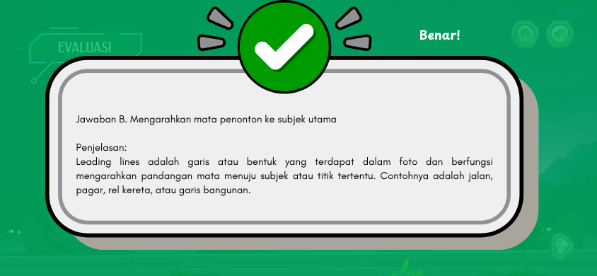 EVALUASI
Benar!
Jawaban B. Mengarahkan mata penonton ke subjek utama
Penjelasan:
Leading lines adalah garis atau bentuk yang terdapat dalam foto dan berfungsi
mengarahkan pandangan mata menuju subjek atau titik tertentu. Contohnya adalah jalan,
pagar, rel kereta, atau garis bangunan.